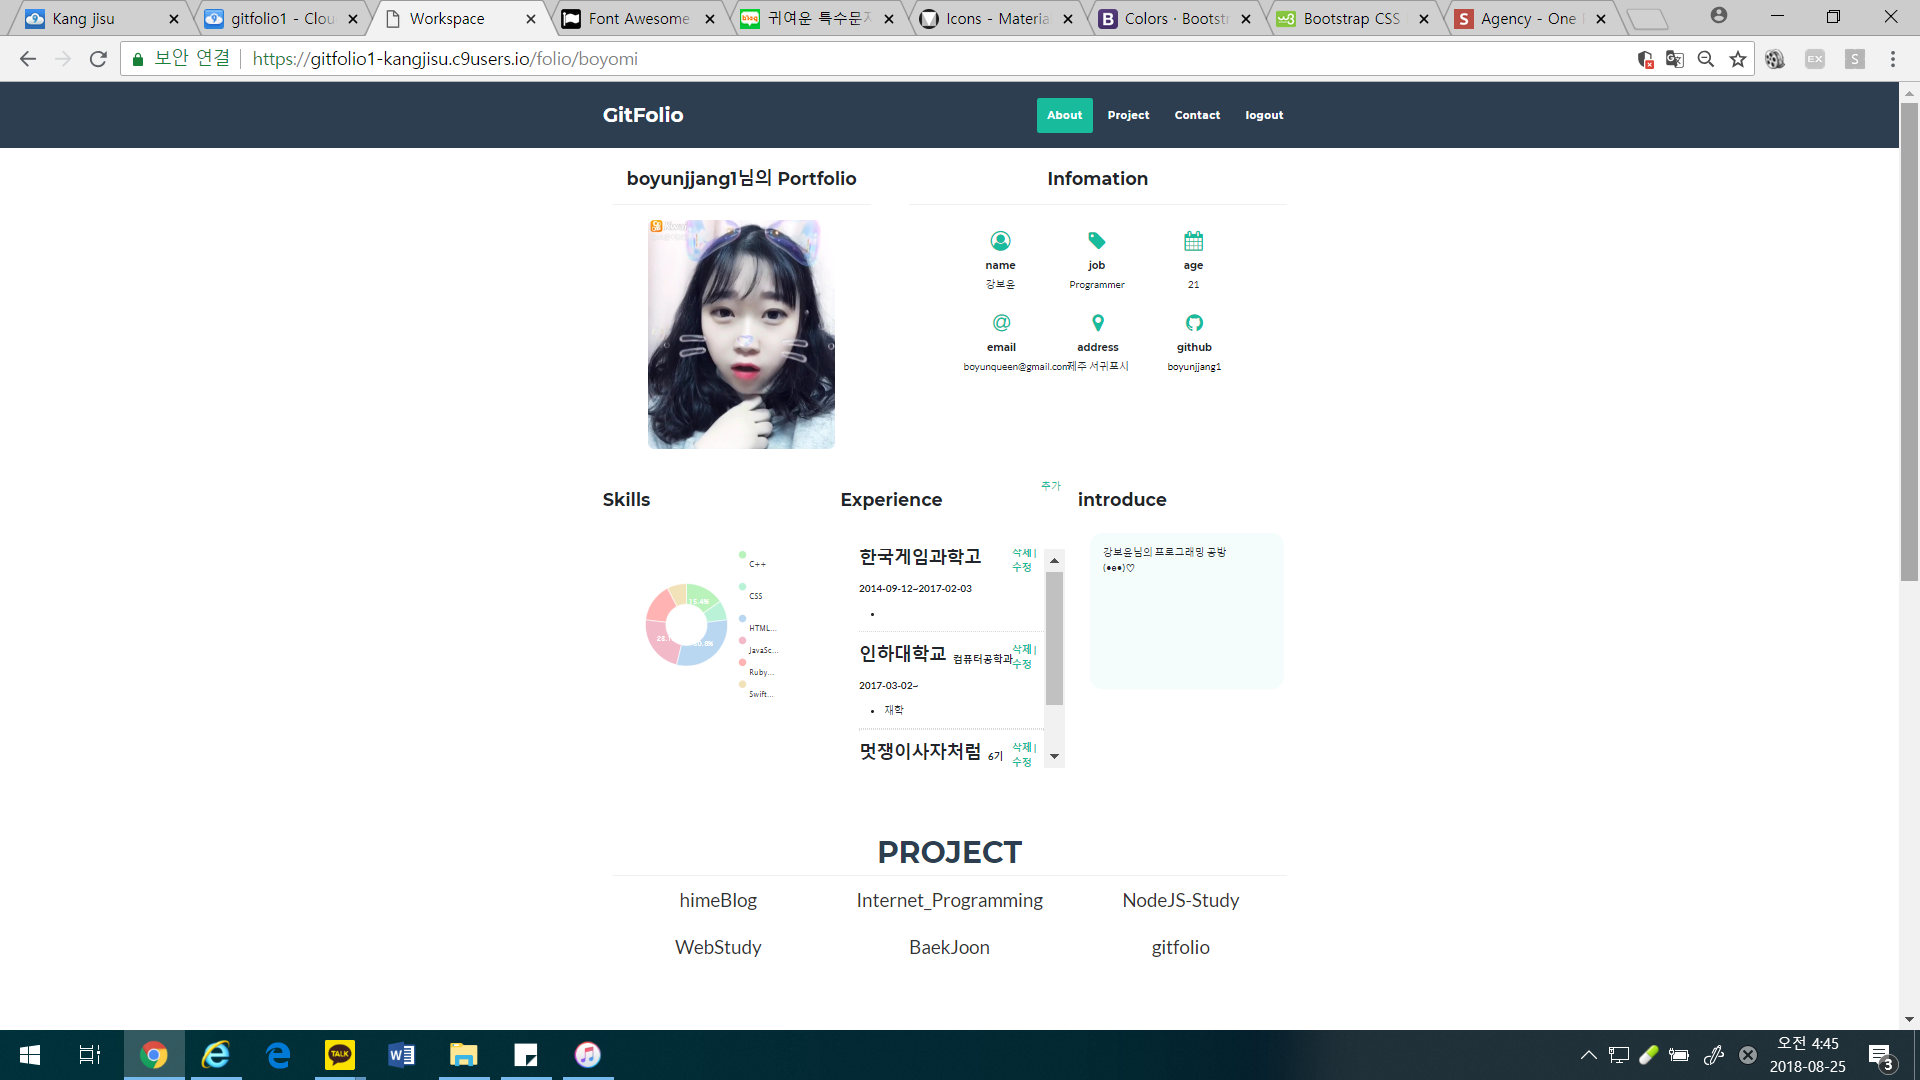 Kang jisu
gitfolio1 - Clou
Workspace
Font Awesome
귀여운 특수문자
Icons - Materia
Colors · Bootst
Bootstrap CSS
Agency - One
보안 연결
https://gitfolio1-kangjisu.c9users.io/folio/boyomi
GitFolio
About
Project
Contact
logout
boyunjjang1님의 Portfolio
Infomation
name
job
age
강보윤
Programmer
21
email
address
github
boyunqueen@gmail.com
제주 서귀포시
boyunjjang1
Skills
Experience
추가
introduce
C++
CSS
HTML...
JavaSc...
Ruby...
Swift...
15.4%
한국게임과학고
삭제 |
수정
2014-09-12~2017-02-03
인하대학교 컴퓨터공학과
삭제 |
수정
2017-03-02~
재학
멋쟁이사자처럼 6기
삭제 |
수정
강보윤님의 프로그래밍 공방
(•e•)♡
PROJECT
himeBlog
Internet_Programming
NodeJS-Study
WebStudy
BaekJoon
gitfolio
TALK
오전 4:45
2018-08-25
3